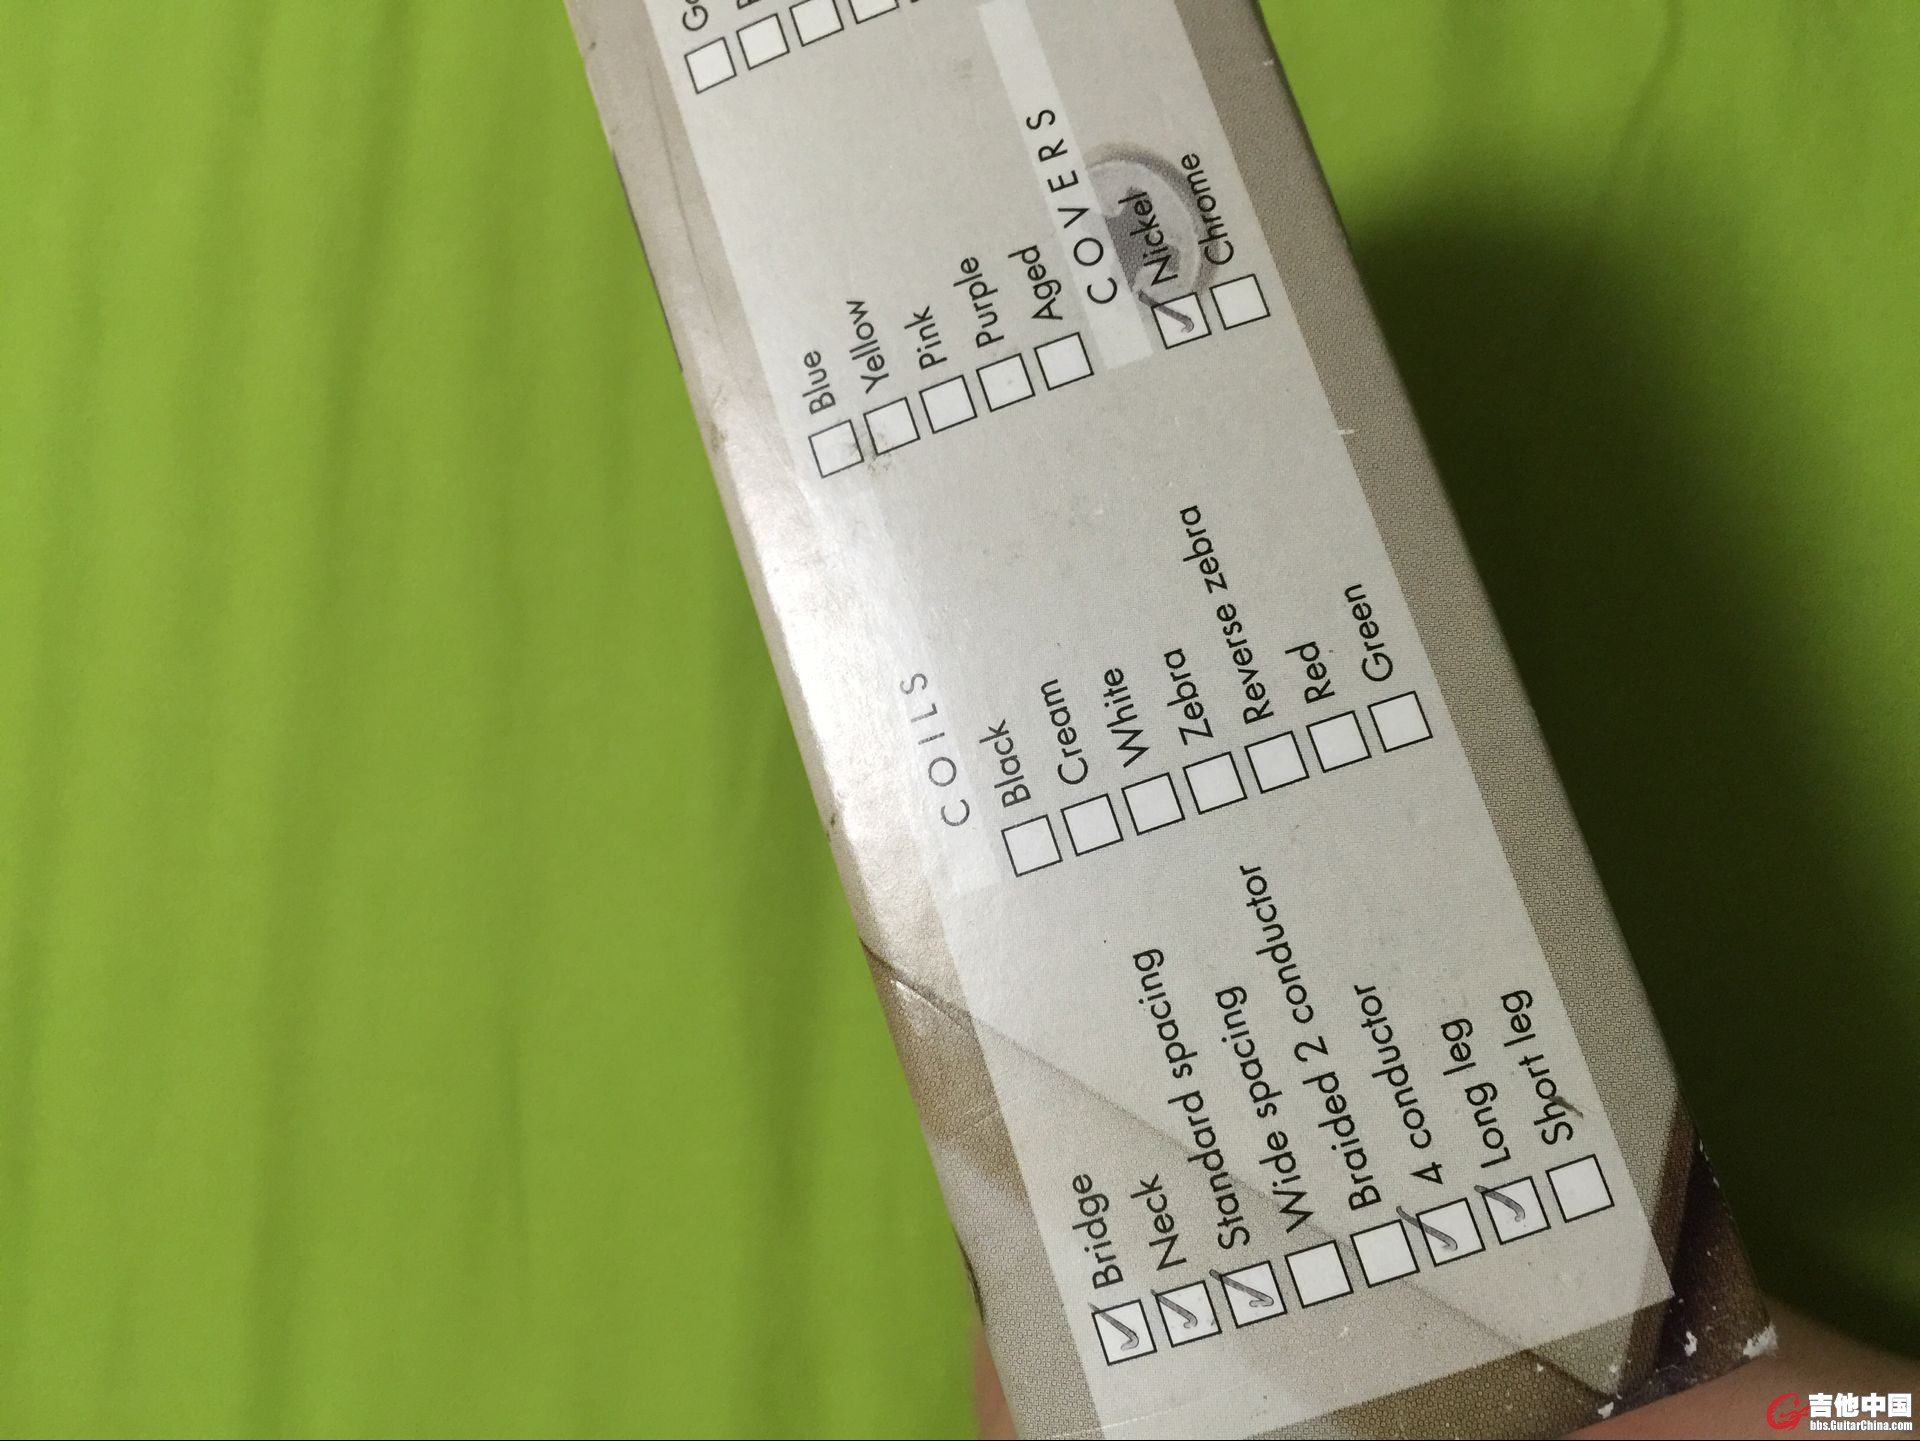 Bridge
Neck
Standard spacing
Wide spacing
Braided 2 conductor
4 conductor
Long leg
Short leg
COILS
Black
Cream
White
Zebra
Reverse zebra
Red
Green
Blue
Yellow
Pink
Purple
Aged
COVERS
Nickel
Chrome
吉他中国
bbs.GuitarChina.com